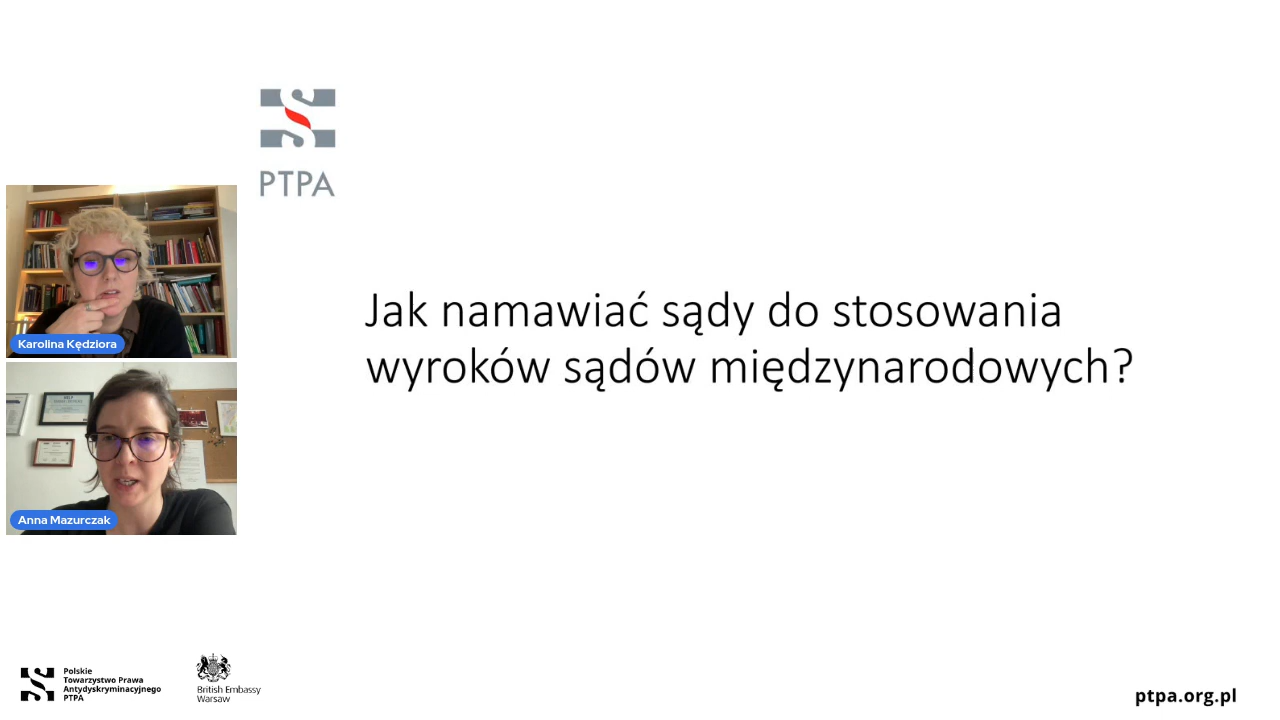 PTPA
Jak namawiać sądy do stosowania
wyroków sądów międzynarodowych?
Karolina Kędziora
HELP
Anna Mazurczak
Polskie
Towarzystwo Prawa
Antydyskryminacyjnego
PTPA
British Embassy
Warsaw
ptpa.org.pl